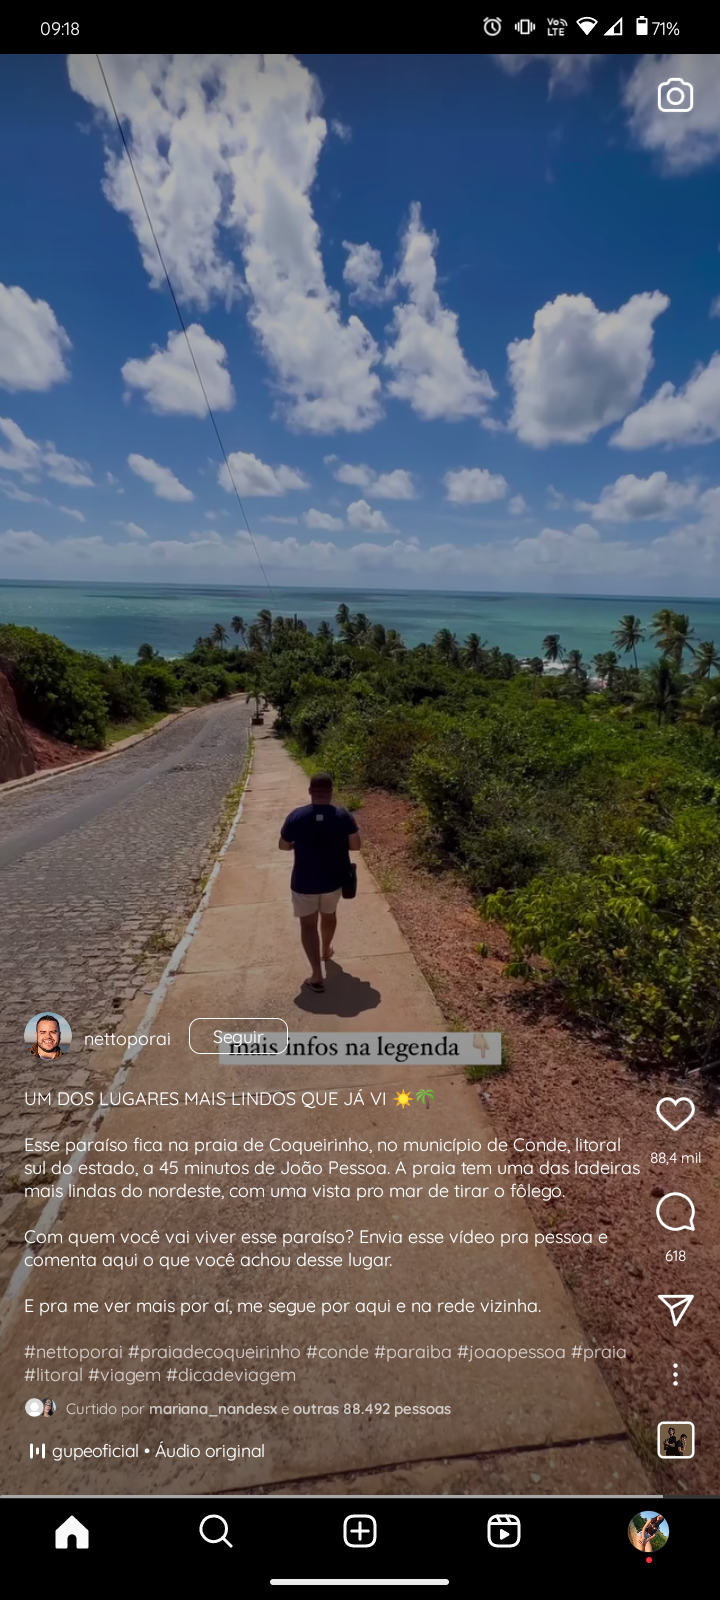 09:18
Vo
LTE
71%
nettoporai
Seguir
mais infos na legenda 👇🏼
UM DOS LUGARES MAIS LINDOS QUE JÁ VI ☀️🌴
Esse paraíso fica na praia de Coqueirinho, no município de Conde, litoral
sul do estado, a 45 minutos de João Pessoa. A praia tem uma das ladeiras
mais lindas do nordeste, com uma vista pro mar de tirar o fôlego.
Com quem você vai viver esse paraíso? Envia esse vídeo pra pessoa e
comenta aqui o que você achou desse lugar.
E pra me ver mais por aí, me segue por aqui e na rede vizinha.
#nettoporai #praiadecoqueirinho #conde #paraiba #joaopessoa #praia
#litoral #viagem #dicadeviagem
Curtido por mariana_nandesx e outras 88.492 pessoas
gupeoficial • Áudio original
88,4 mil
618